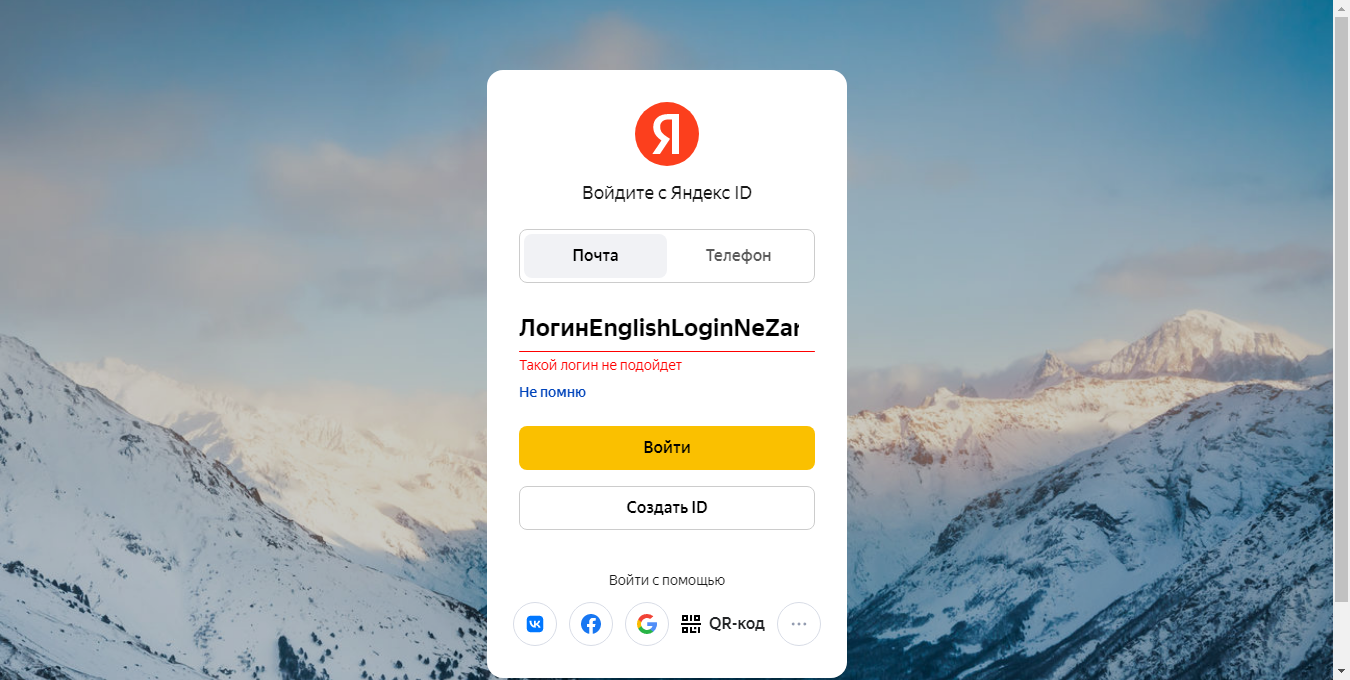 Я
Войдите с Яндекс ID
Почта Телефон
ЛогинEnglishLoginNeZar
Такой логин не подойдет
Не помню
Войти
Создать ID
Войти с помощью
QR-код